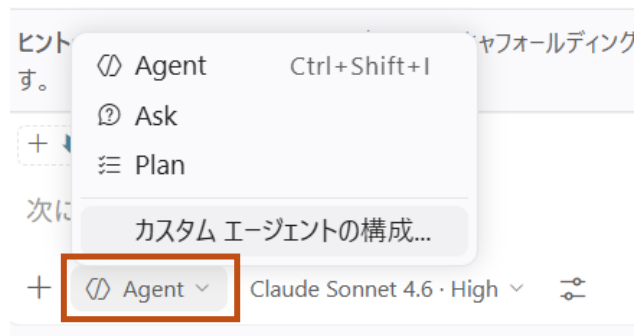 ヒント
ャフォールディング
す。
Agent Ctrl+Shift+I
Ask
Plan
次に
カスタム エージェントの構成...
Agent Claude Sonnet 4.6 · High